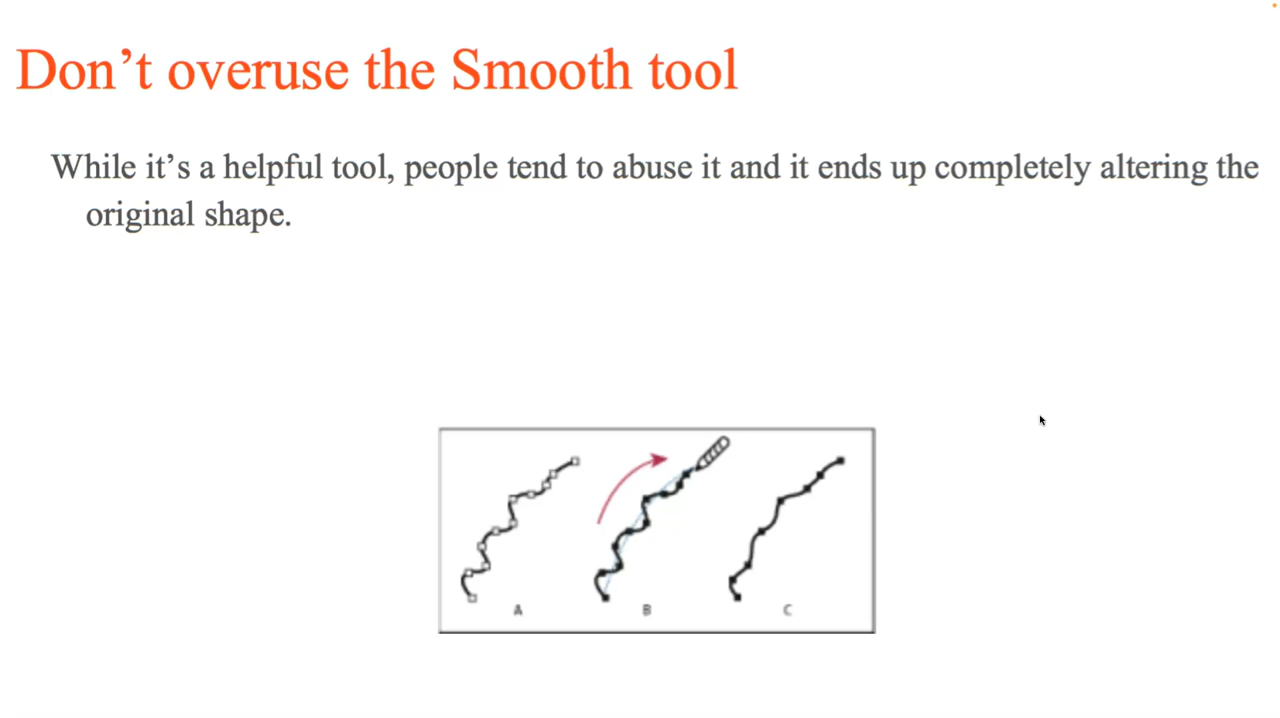 Don’t overuse the Smooth tool
While it’s a helpful tool, people tend to abuse it and it ends up completely altering the
original shape.
A B C